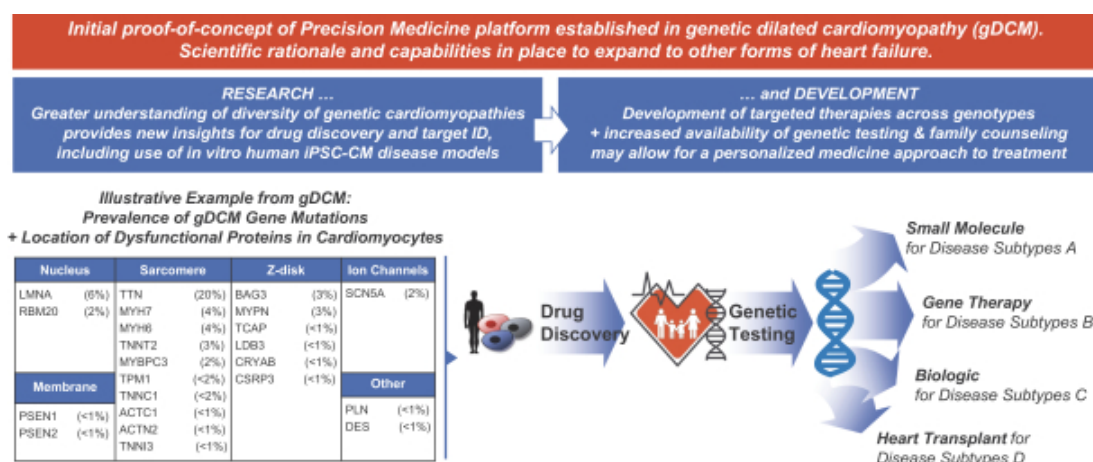 Initial proof-of-concept of Precision Medicine platform established in genetic dilated cardiomyopathy (gDCM).
Scientific rationale and capabilities in place to expand to other forms of heart failure.
RESEARCH ...
Greater understanding of diversity of genetic cardiomyopathies
provides new insights for drug discovery and target ID,
including use of in vitro human iPSC-CM disease models
... and DEVELOPMENT
Development of targeted therapies across genotypes
+ increased availability of genetic testing & family counseling
may allow for a personalized medicine approach to treatment
Illustrative Example from gDCM:
Prevalence of gDCM Gene Mutations
+ Location of Dysfunctional Proteins in Cardiomyocytes
Nucleus
LMNA (6%)
RBM20 (2%)
Membrane
PSEN1 (<1%)
PSEN2 (<1%)
Sarcomere
TTN (20%)
MYH7 (4%)
MYH6 (4%)
TNNT2 (3%)
MYBPC3 (2%)
TPM1 (<2%)
TNNC1 (<2%)
ACTC1 (<1%)
ACTN2 (<1%)
TNNI3 (<1%)
Z-disk
BAG3 (3%)
MYPN (3%)
TCAP (<1%)
LDB3 (<1%)
CRYAB (<1%)
CSRP3 (<1%)
Ion Channels
SCN5A (2%)
Other
PLN (<1%)
DES (<1%)
Drug
Discovery
Genetic
Testing
Small Molecule
for Disease Subtypes A
Gene Therapy
for Disease Subtypes B
Biologic
for Disease Subtypes C
Heart Transplant for
Disease Subtypes D